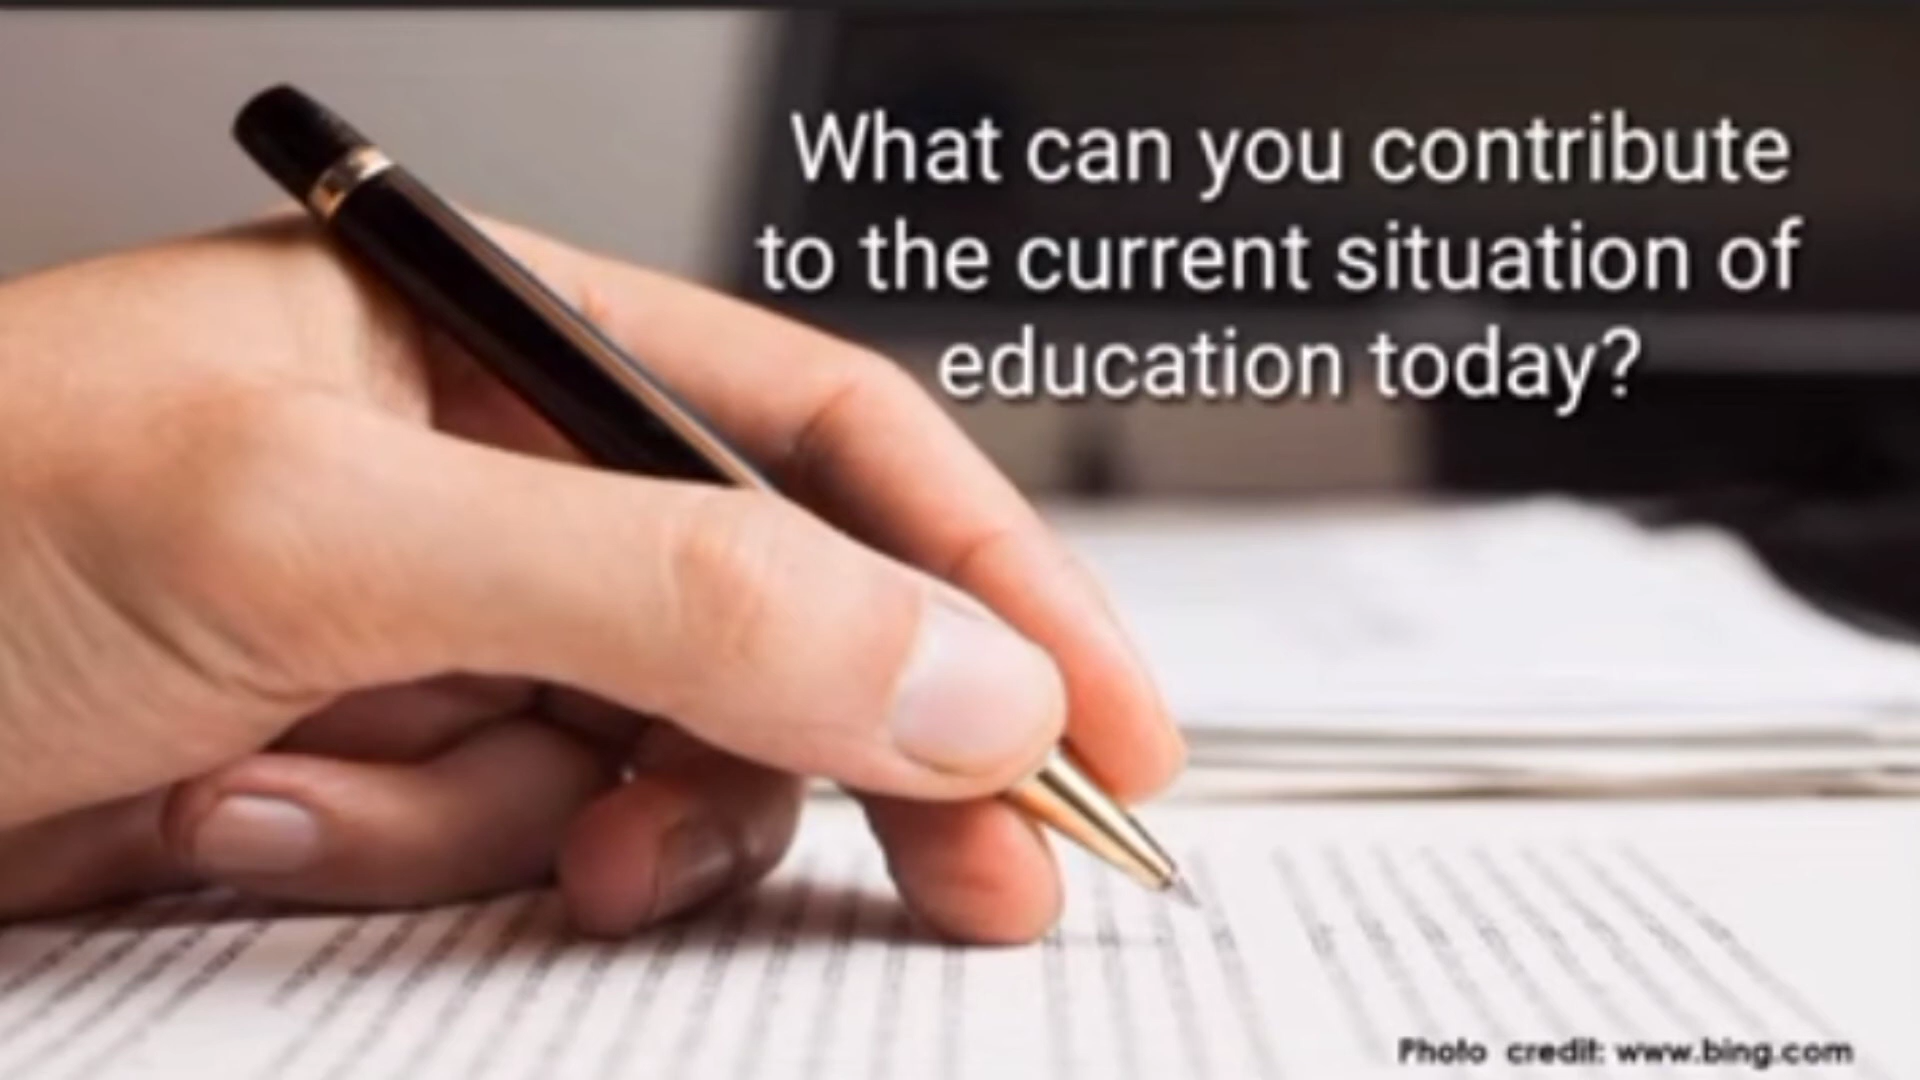 What can you contribute
to the current situation of
education today?
Photo credit: www.bing.com